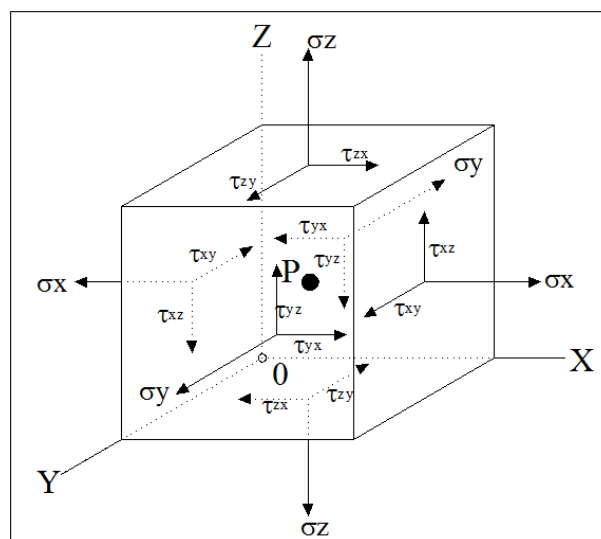 Z σz
τzx
τzy σy
τyx
τxy τyz τxz
P
σx σx
τxz τyz τxy
τyx
0 X
σy τzx τzy
Y
σz